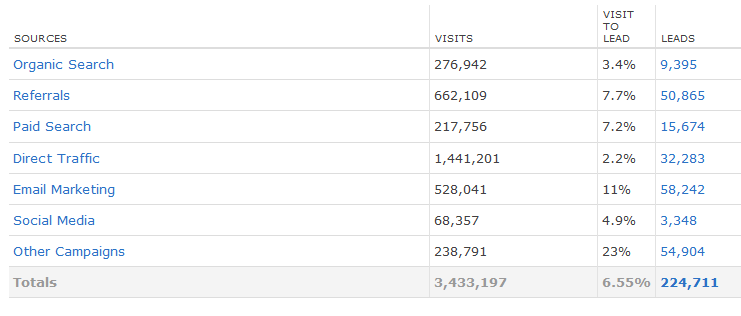 SOURCES VISITS VISIT TO LEAD LEADS
Organic Search 276,942 3.4% 9,395
Referrals 662,109 7.7% 50,865
Paid Search 217,756 7.2% 15,674
Direct Traffic 1,441,201 2.2% 32,283
Email Marketing 528,041 11% 58,242
Social Media 68,357 4.9% 3,348
Other Campaigns 238,791 23% 54,904
Totals 3,433,197 6.55% 224,711